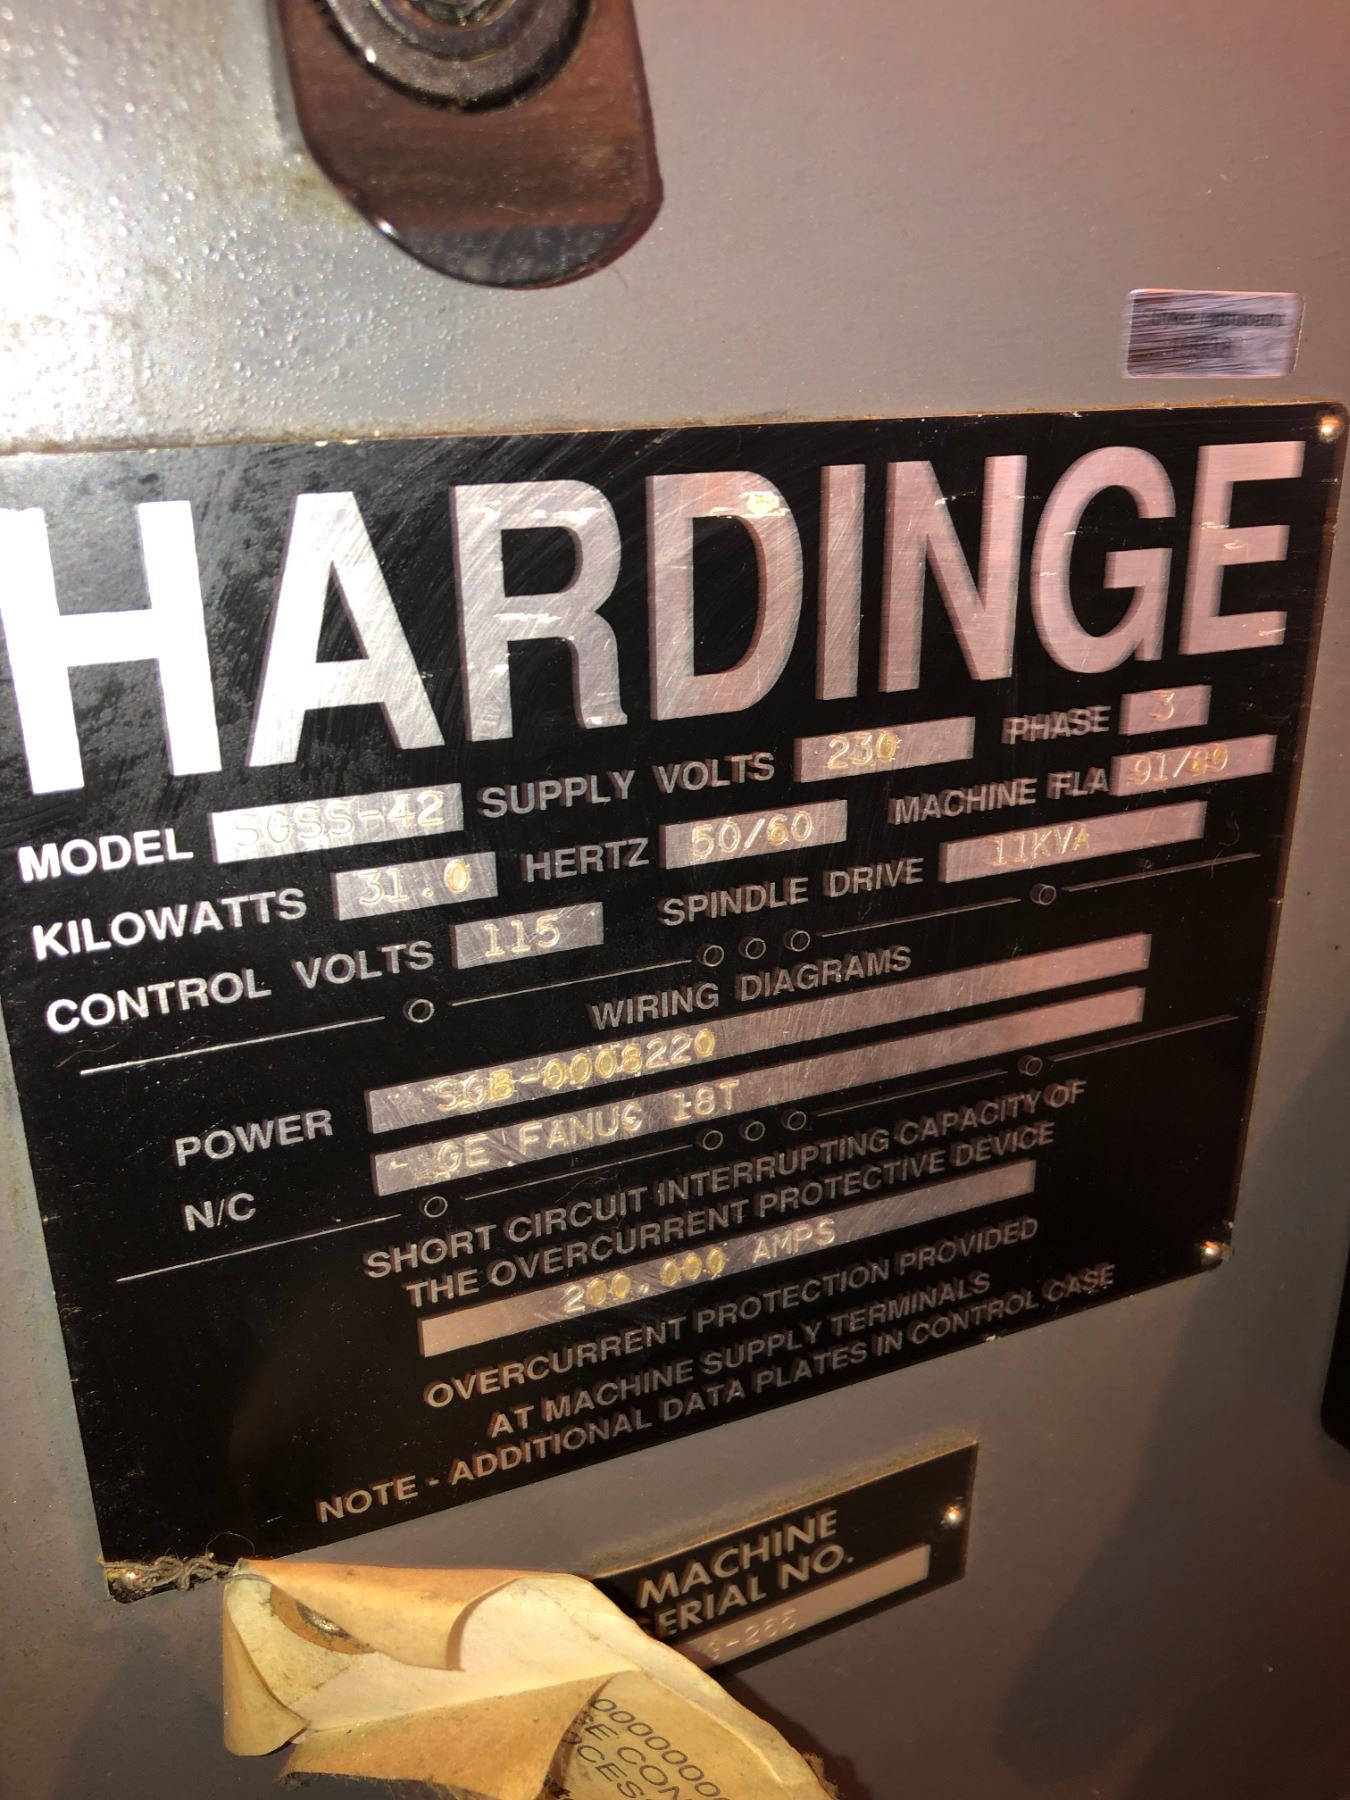 HARDINGE
MODEL SGSS-42 SUPPLY VOLTS 230 PHASE 3
KILOWATTS 31.0 HERTZ 50/60 MACHINE FLA 91/89
CONTROL VOLTS 115 SPINDLE DRIVE 11KVA
WIRING DIAGRAMS
POWER SGB-0008220
N/C GE FANUC 18T
SHORT CIRCUIT INTERRUPTING CAPACITY OF
THE OVERCURRENT PROTECTIVE DEVICE
200,000 AMPS
OVERCURRENT PROTECTION PROVIDED
AT MACHINE SUPPLY TERMINALS
NOTE - ADDITIONAL DATA PLATES IN CONTROL CASE
MACHINE
SERIAL NO.
G-265